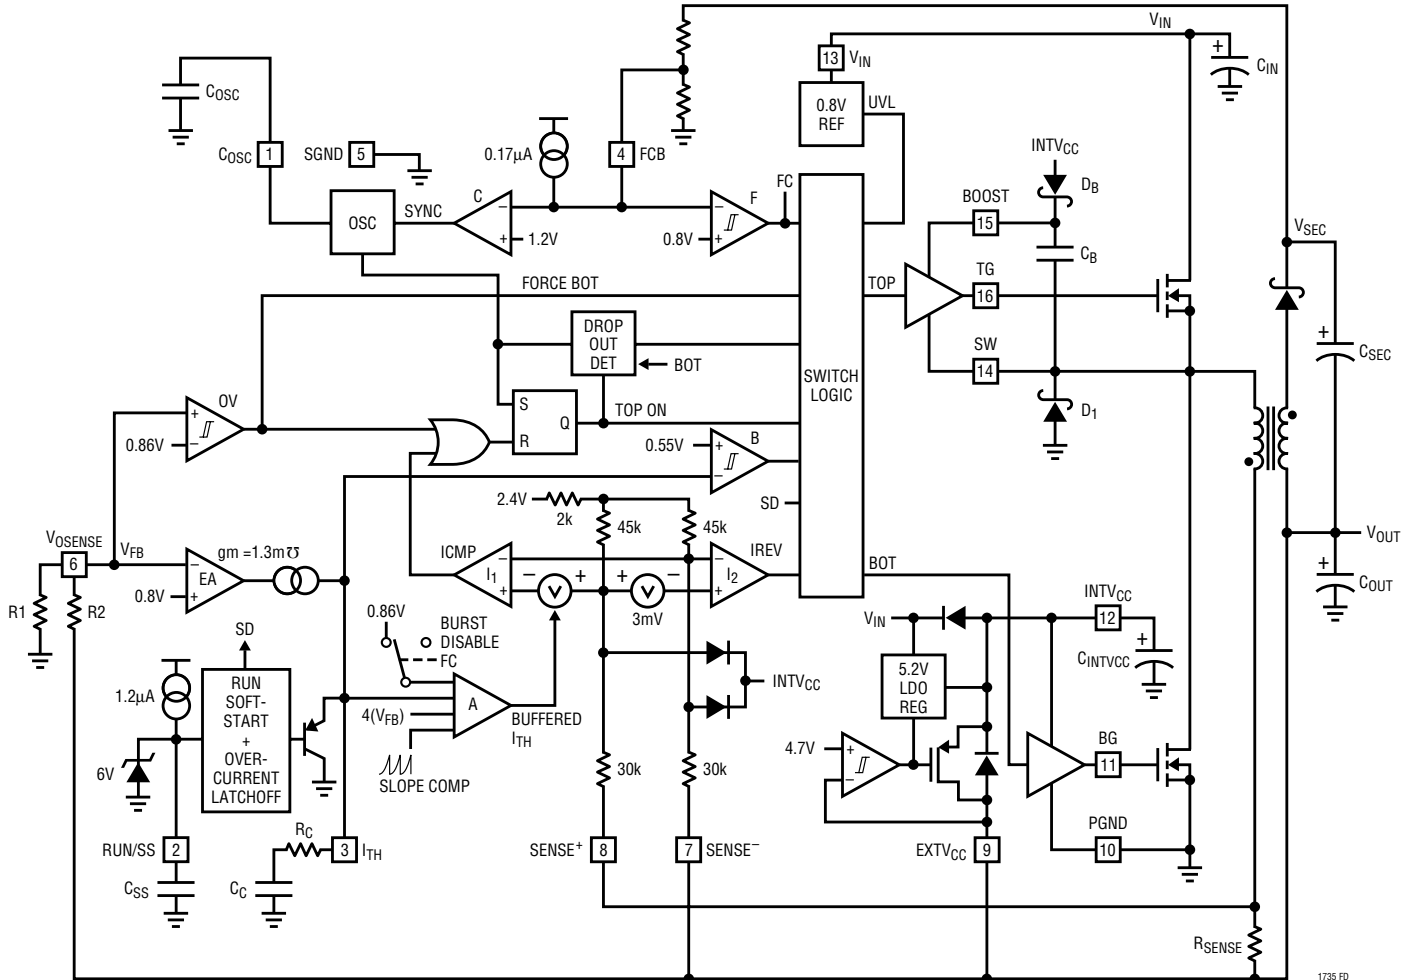 VIN
VIN
13
+
CIN
COSC
0.8V
REF
UVL
COSC
1
SGND
5
0.17µA
4
FCB
INTVCC
DB
FC
C
F
BOOST
15
OSC
SYNC
–
+
1.2V
–
+
0.8V
VSEC
CB
TG
16
TOP
FORCE BOT
DROP
OUT
DET
BOT
SWITCH
LOGIC
SW
14
+
CSEC
D1
S
R
Q
TOP ON
OV
+
–
0.86V
0.55V
+
–
B
2.4V
2k
45k
45k
SD
VOSENSE
6
VFB
gm =1.3m℧
–
EA
+
0.8V
ICMP
–
I1
+
–
V
+
+
V
–
3mV
IREV
–
I2
+
BOT
VOUT
+
COUT
R1
R2
INTVCC
12
VIN
+
CINTVCC
0.86V
BURST
DISABLE
FC
SD
1.2µA
RUN
SOFT-
START
+
OVER-
CURRENT
LATCHOFF
A
4(VFB)
BUFFERED
ITH
INTVCC
5.2V
LDO
REG
4.7V
+
–
BG
11
6V
SLOPE COMP
30k
30k
PGND
10
RC
RUN/SS
2
3
ITH
SENSE+
8
7
SENSE–
EXTVCC
9
CSS
CC
RSENSE
1735 FD